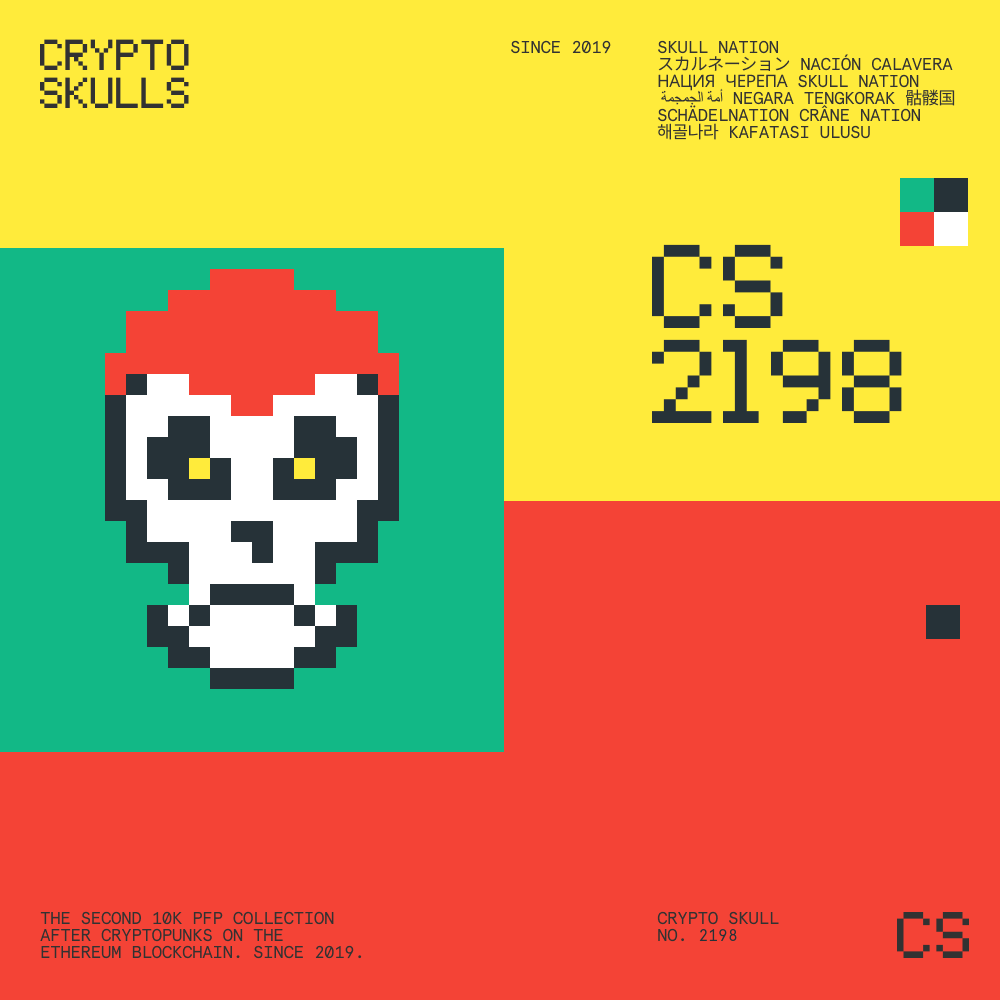 CRYPTO
SKULLS
SINCE 2019
SKULL NATION
スカルネーション NACIÓN CALAVERA
НАЦИЯ ЧЕРЕПА SKULL NATION
أمة الجمجمة NEGARA TENGKORAK 骷髅国
SCHÄDELNATION CRÂNE NATION
해골나라 KAFATASI ULUSU
CS
2198
THE SECOND 10K PFP COLLECTION
AFTER CRYPTOPUNKS ON THE
ETHEREUM BLOCKCHAIN. SINCE 2019.
CRYPTO SKULL
NO. 2198
CS